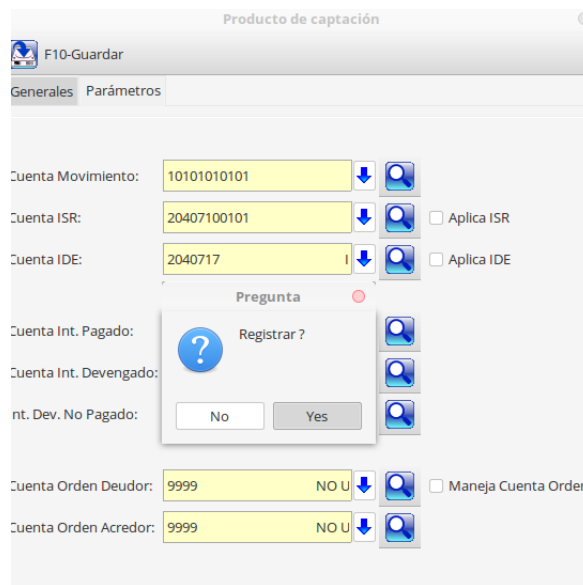 Producto de captación
F10-Guardar
Generales Parámetros
Cuenta Movimiento: 10101010101
Cuenta ISR: 20407100101 Aplica ISR
Cuenta IDE: 2040717 I Aplica IDE
Pregunta
Cuenta Int. Pagado:
Registrar ?
Cuenta Int. Devengado:
nt. Dev. No Pagado:
No Yes
Cuenta Orden Deudor: 9999 NO U Maneja Cuenta Orden
Cuenta Orden Acredor: 9999 NO U